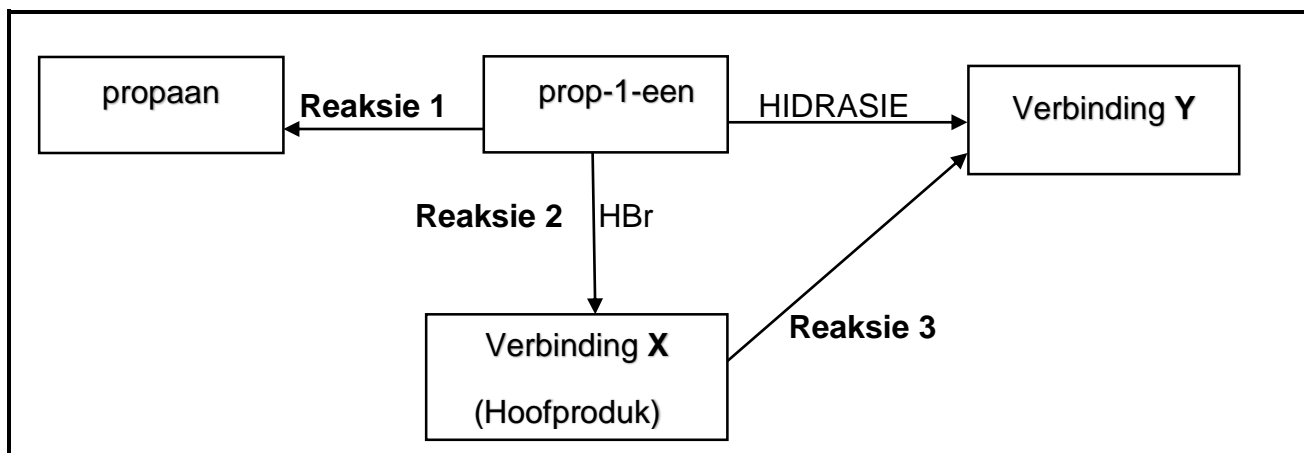 propaan
Reaksie 1
prop-1-een
HIDRASIE
Verbinding Y
Reaksie 2
HBr
Verbinding X
(Hoofproduk)
Reaksie 3